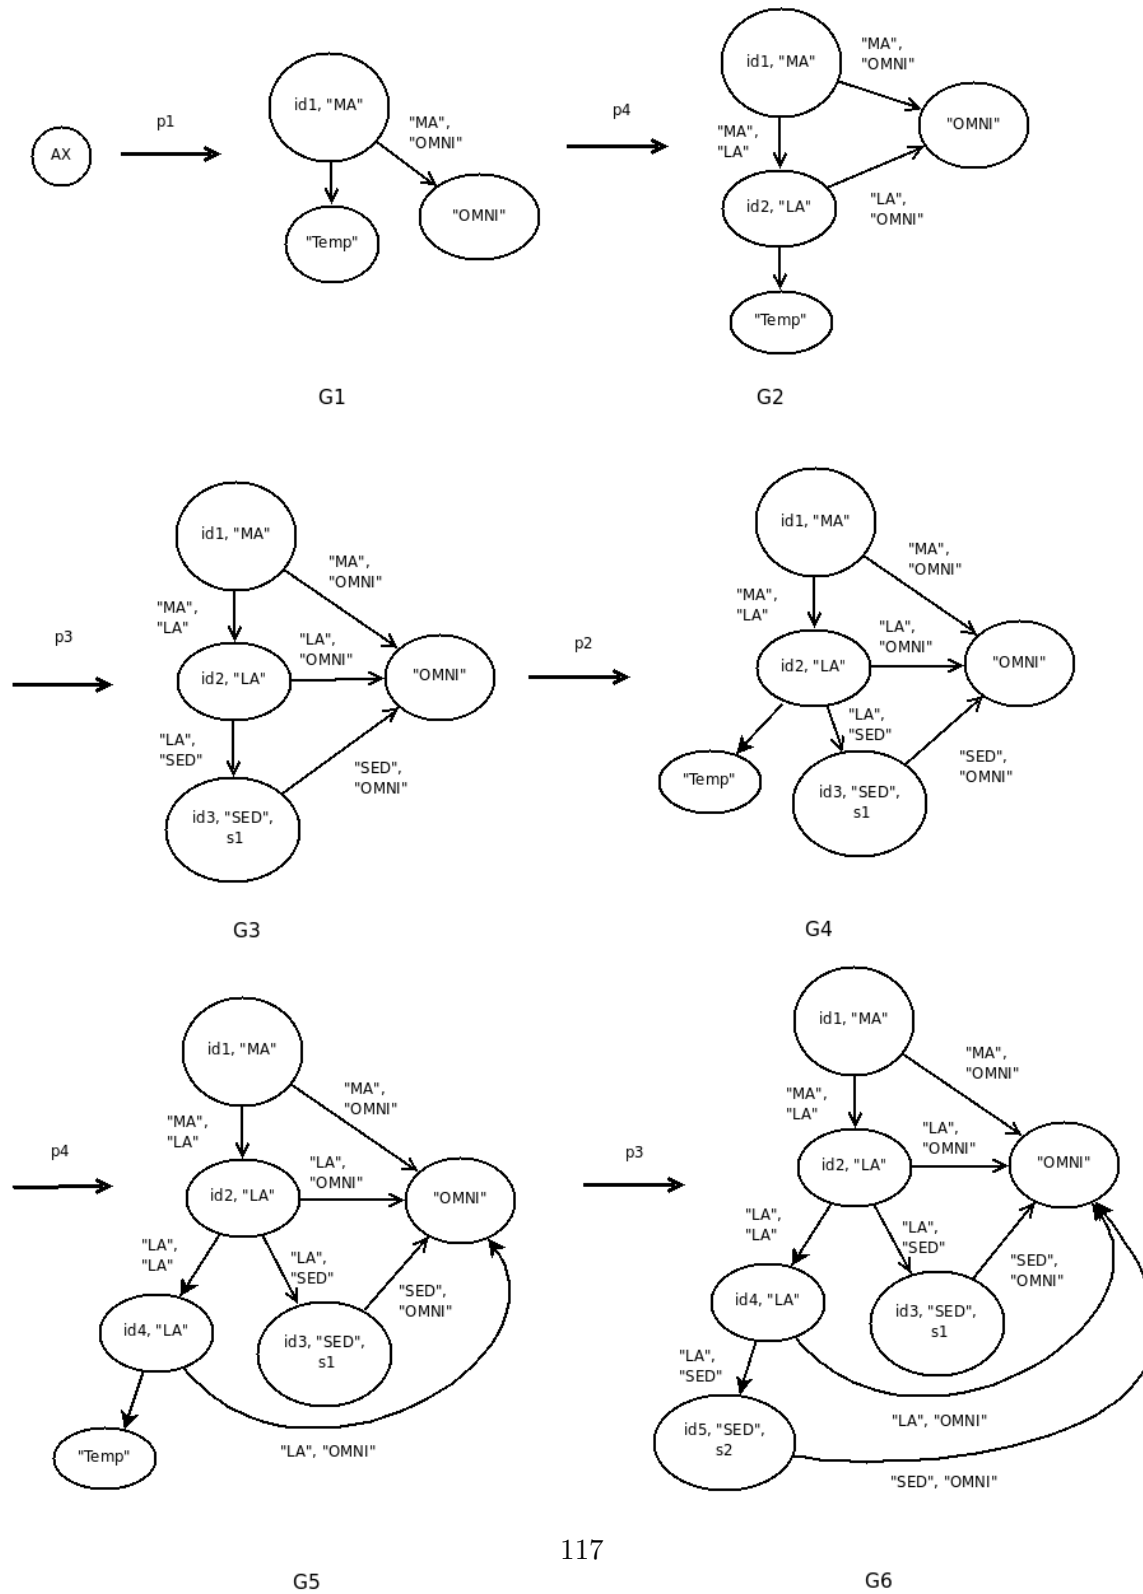 AX
p1
id1, "MA"
"MA",
"OMNI"
"Temp"
"OMNI"
G1
p4
id1, "MA"
"MA",
"OMNI"
"OMNI"
"MA",
"LA"
id2, "LA"
"LA",
"OMNI"
"Temp"
G2
p3
id1, "MA"
"MA",
"OMNI"
"MA",
"LA"
id2, "LA"
"LA",
"OMNI"
"OMNI"
"LA",
"SED"
"SED",
"OMNI"
id3, "SED",
s1
G3
p2
id1, "MA"
"MA",
"OMNI"
"MA",
"LA"
id2, "LA"
"LA",
"OMNI"
"OMNI"
"LA",
"SED"
"Temp"
"SED",
"OMNI"
id3, "SED",
s1
G4
p4
id1, "MA"
"MA",
"OMNI"
"MA",
"LA"
id2, "LA"
"LA",
"OMNI"
"OMNI"
"LA",
"LA"
"LA",
"SED"
"SED",
"OMNI"
id4, "LA"
id3, "SED",
s1
"Temp"
"LA", "OMNI"
G5
p3
id1, "MA"
"MA",
"OMNI"
"MA",
"LA"
id2, "LA"
"LA",
"OMNI"
"OMNI"
"LA",
"LA"
"LA",
"SED"
"SED",
"OMNI"
id4, "LA"
id3, "SED",
s1
"LA",
"SED"
id5, "SED",
s2
"LA", "OMNI"
"SED", "OMNI"
117
G6